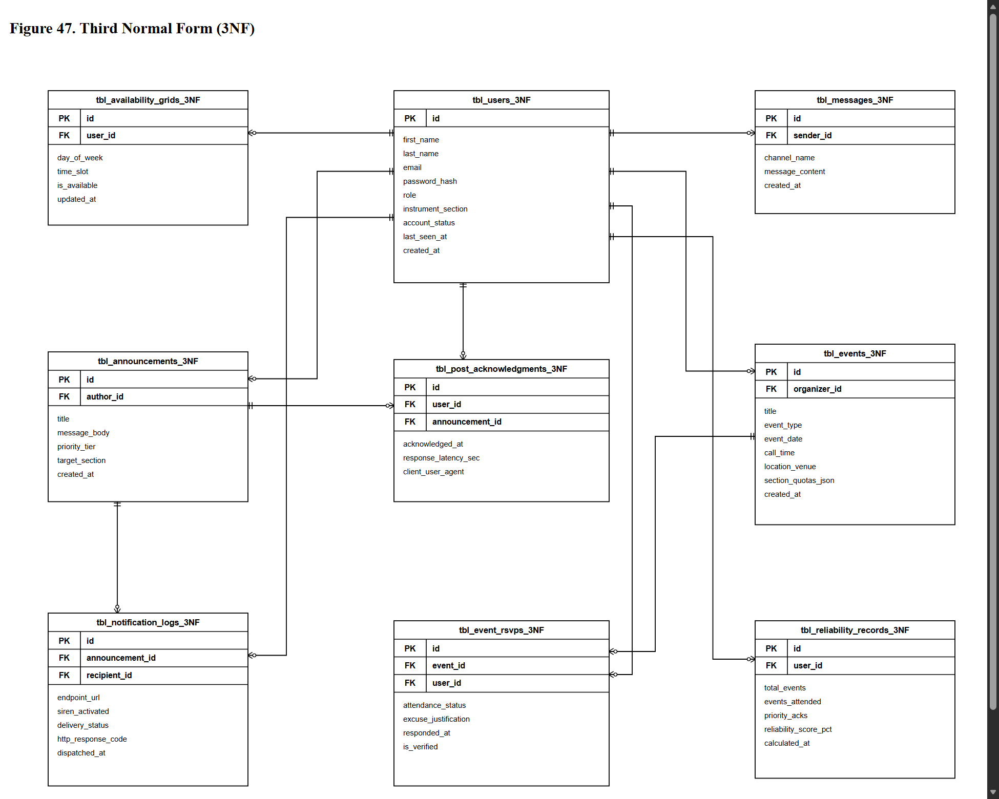 Figure 47. Third Normal Form (3NF)
tbl_availability_grids_3NF
PK id
FK user_id
day_of_week
time_slot
is_available
updated_at
tbl_users_3NF
PK id
first_name
last_name
email
password_hash
role
instrument_section
account_status
last_seen_at
created_at
tbl_messages_3NF
PK id
FK sender_id
channel_name
message_content
created_at
tbl_announcements_3NF
PK id
FK author_id
title
message_body
priority_tier
target_section
created_at
tbl_post_acknowledgments_3NF
PK id
FK user_id
FK announcement_id
acknowledged_at
response_latency_sec
client_user_agent
tbl_events_3NF
PK id
FK organizer_id
title
event_type
event_date
call_time
location_venue
section_quotas_json
created_at
tbl_notification_logs_3NF
PK id
FK announcement_id
FK recipient_id
endpoint_url
siren_activated
delivery_status
http_response_code
dispatched_at
tbl_event_rsvps_3NF
PK id
FK event_id
FK user_id
attendance_status
excuse_justification
responded_at
is_verified
tbl_reliability_records_3NF
PK id
FK user_id
total_events
events_attended
priority_acks
reliability_score_pct
calculated_at